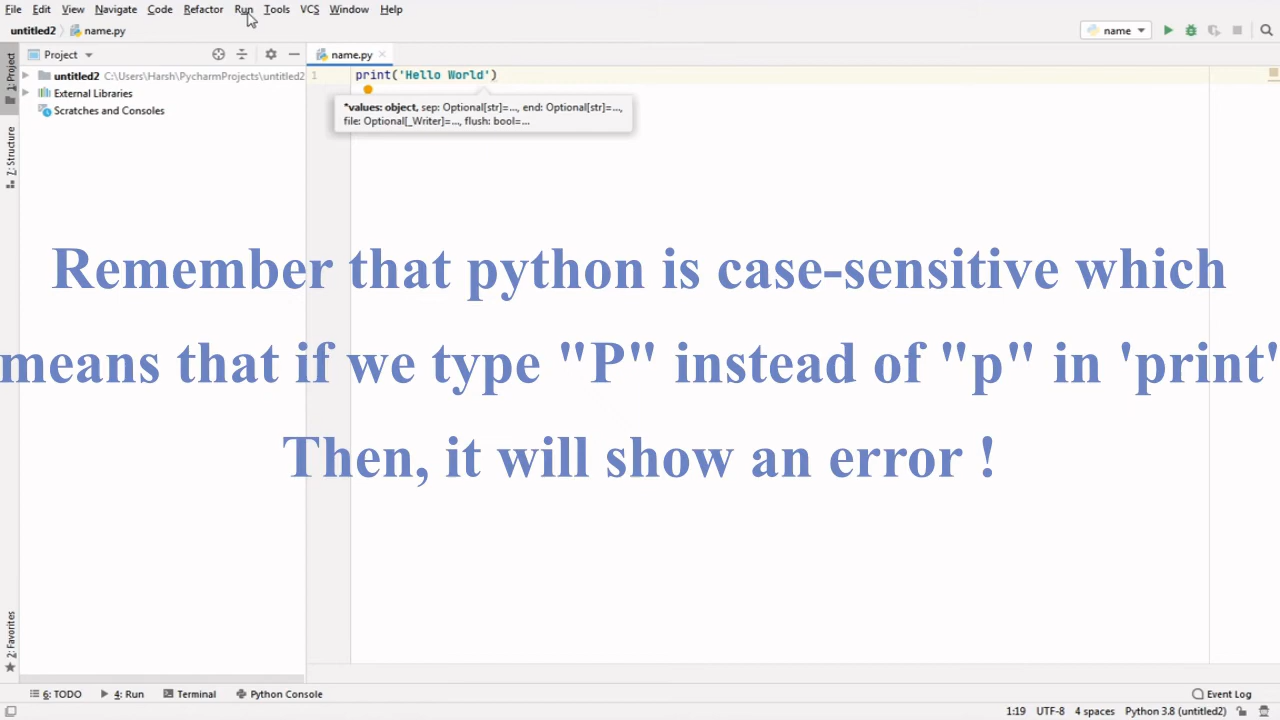 File Edit View Navigate Code Refactor Run Tools VCS Window Help
untitled2 name.py
name
Project
name.py
1: Project
untitled2 C:\Users\Harsh\PycharmProjects\untitled2
External Libraries
Scratches and Consoles
1 print('Hello World')
*values: object, sep: Optional[str]=..., end: Optional[str]=...,
file: Optional[_Writer]=..., flush: bool=...
Z: Structure
Remember that python is case-sensitive which
means that if we type "P" instead of "p" in 'print'
Then, it will show an error !
2: Favorites
6: TODO 4: Run Terminal Python Console Event Log
1:19 UTF-8 4 spaces Python 3.8 (untitled2)